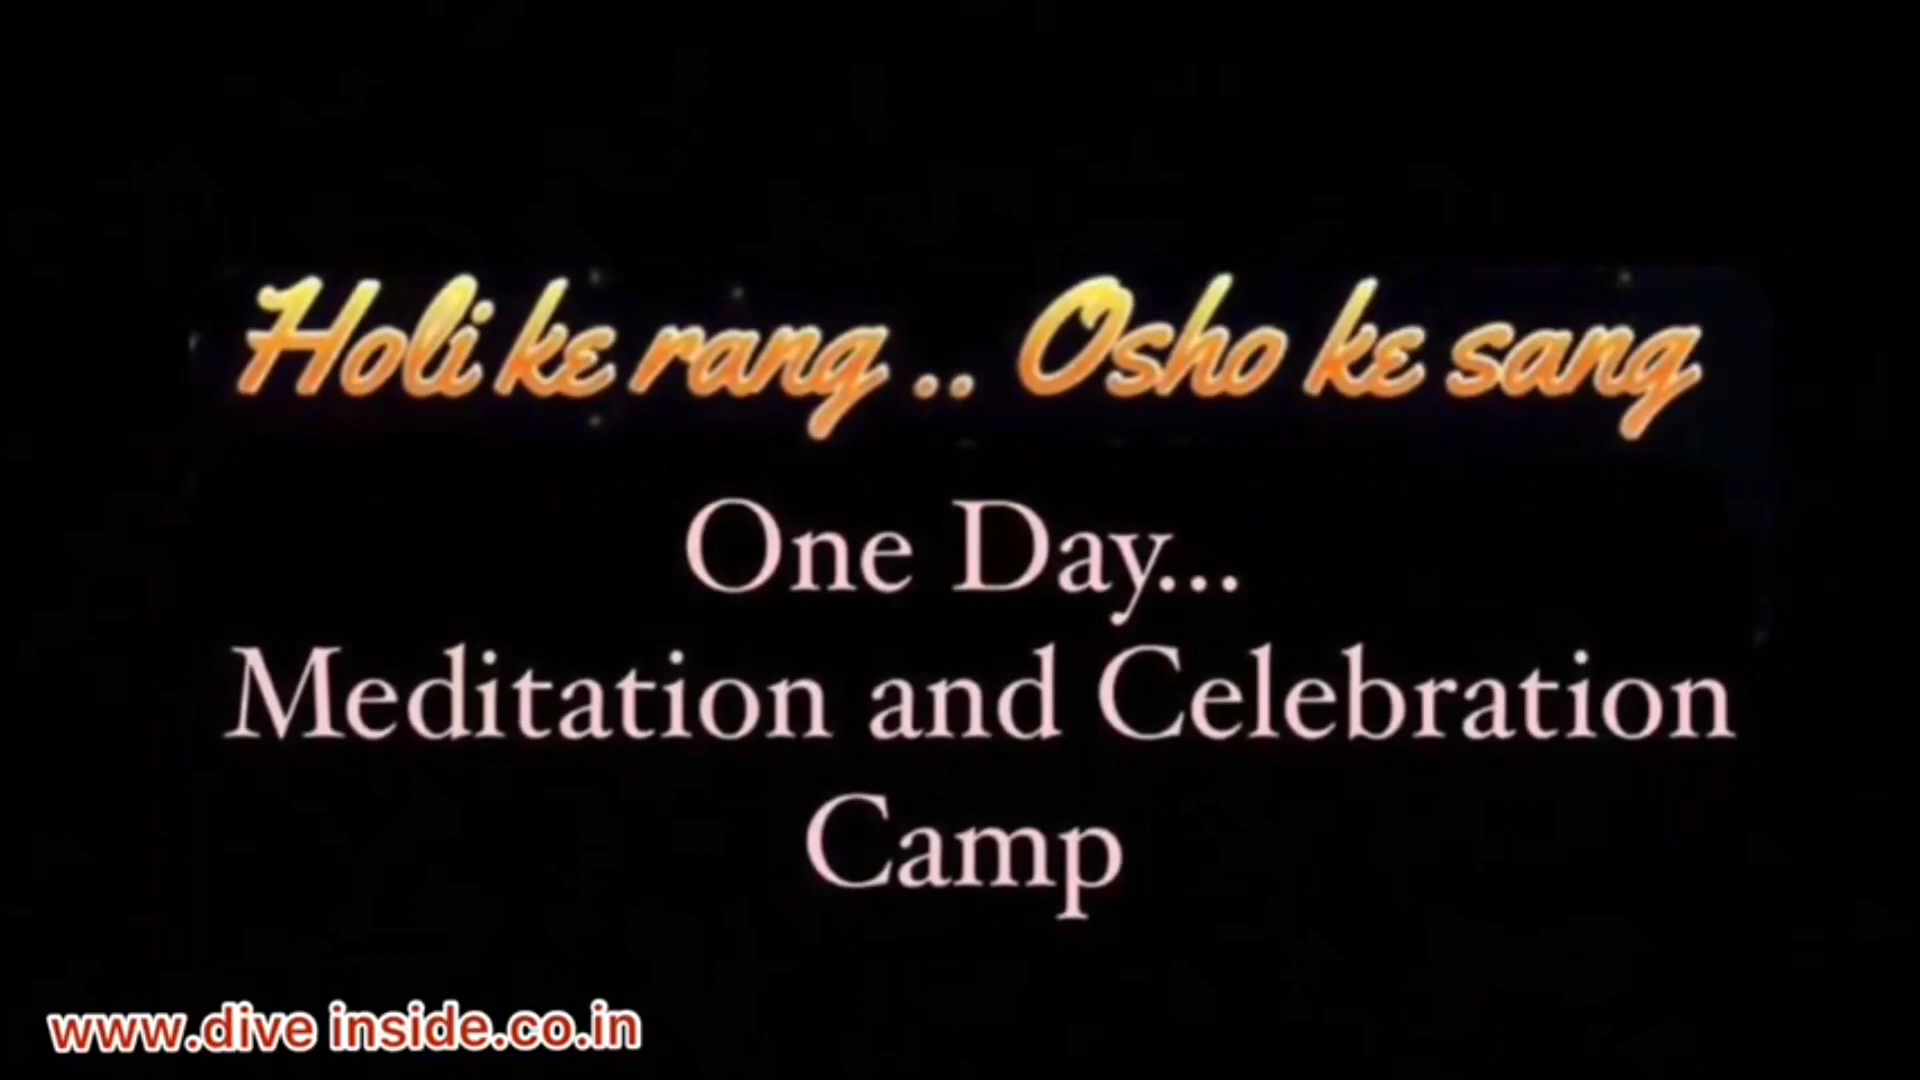 Holi ke rang .. Osho ke sang
One Day...
Meditation and Celebration
Camp
www.dive inside.co.in